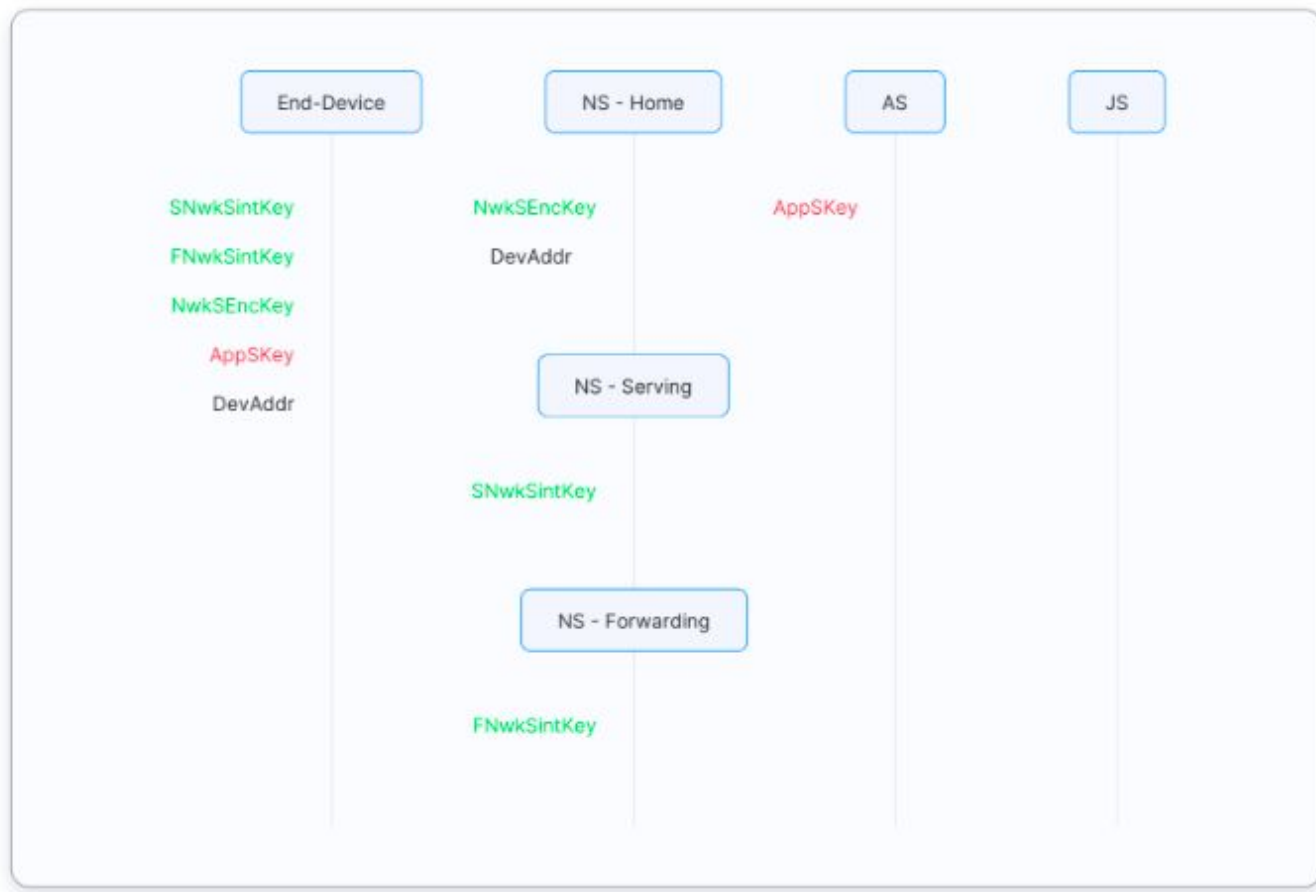 End-Device NS - Home AS JS
SNwkSintKey NwkSEncKey AppSKey
FNwkSintKey DevAddr
NwkSEncKey
AppSKey
NS - Serving
DevAddr
SNwkSintKey
NS - Forwarding
FNwkSintKey